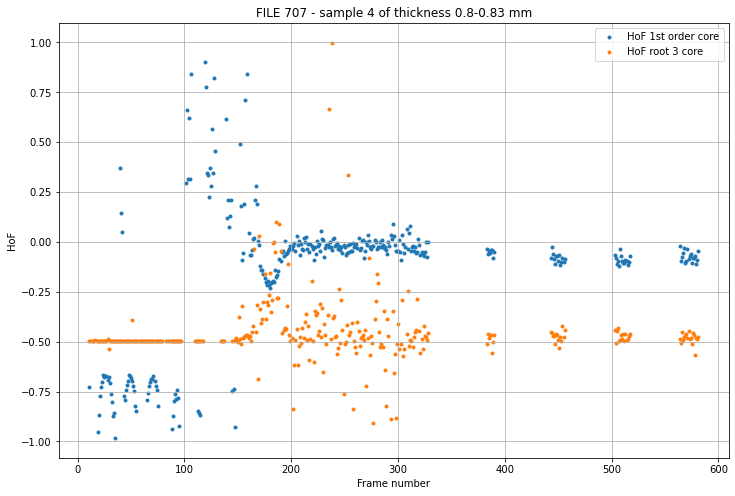 FILE 707 - sample 4 of thickness 0.8-0.83 mm
HoF 1st order core
HoF root 3 core
1.00
0.75
0.50
0.25
0.00
−0.25
−0.50
−0.75
−1.00
HoF
0 100 200 300 400 500 600
Frame number